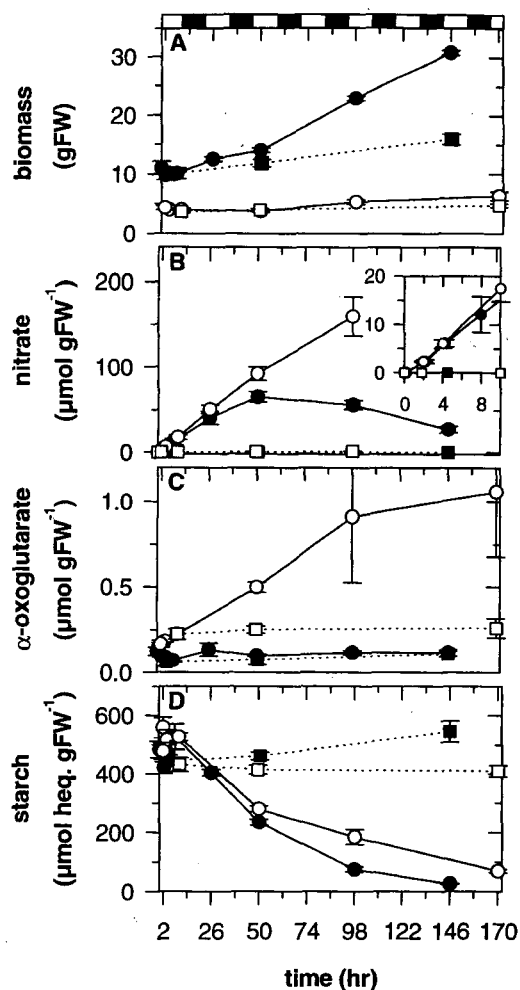 A
30
20
10
0
biomass
(gFW)
B
200
100
0
nitrate
(µmol gFW⁻¹)
20
10
0
0 4 8
C
1.0
0.5
0.0
α-oxoglutarate
(µmol gFW⁻¹)
D
600
400
200
0
starch
(µmol heq. gFW⁻¹)
2 26 50 74 98 122 146 170
time (hr)